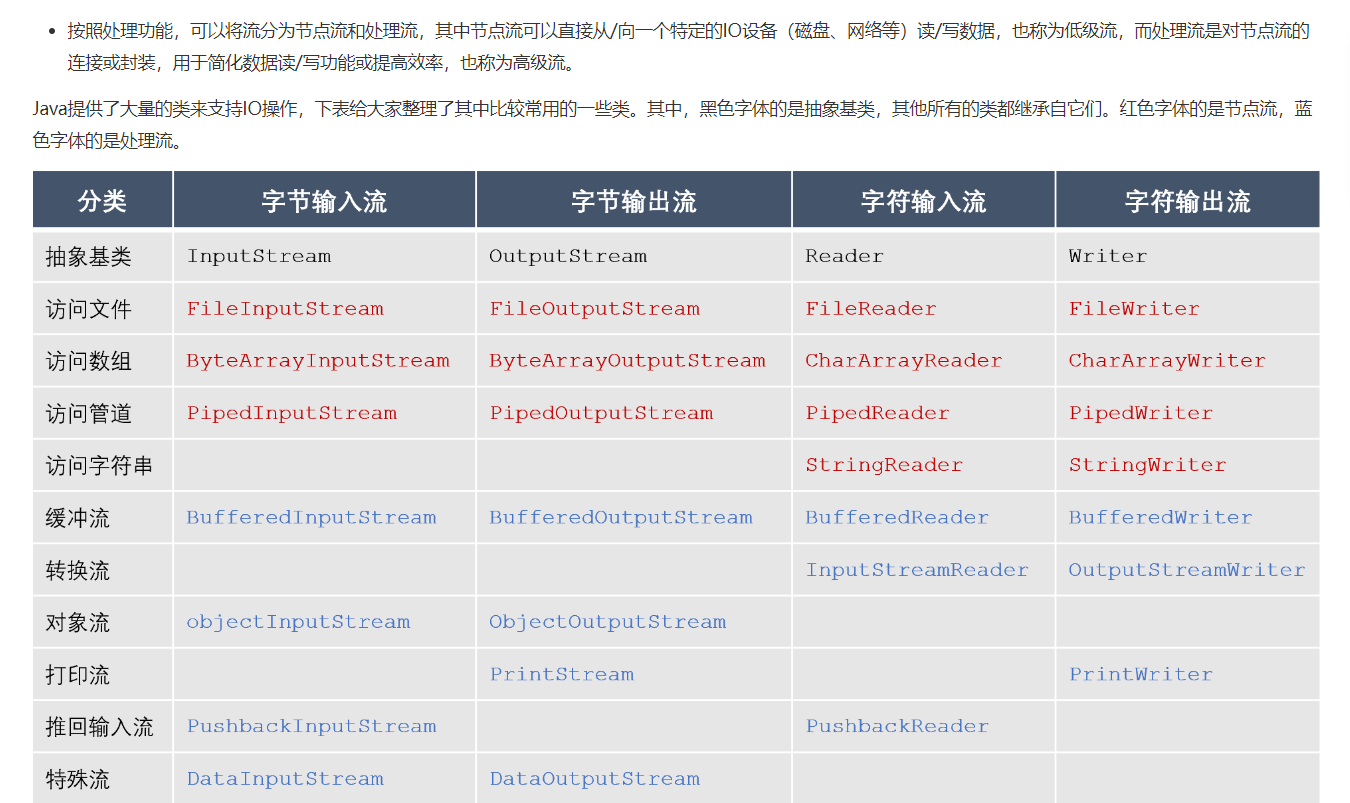 按照处理功能，可以将流分为节点流和处理流，其中节点流可以直接从/向一个特定的IO设备（磁盘、网络等）读/写数据，也称为低级流，而处理流是对节点流的
连接或封装，用于简化数据读/写功能或提高效率，也称为高级流。
Java提供了大量的类来支持IO操作，下表给大家整理了其中比较常用的一些类。其中，黑色字体的是抽象基类，其他所有的类都继承自它们。红色字体的是节点流，蓝
色字体的是处理流。
分类 字节输入流 字节输出流 字符输入流 字符输出流
抽象基类 InputStream OutputStream Reader Writer
访问文件 FileInputStream FileOutputStream FileReader FileWriter
访问数组 ByteArrayInputStream ByteArrayOutputStream CharArrayReader CharArrayWriter
访问管道 PipedInputStream PipedOutputStream PipedReader PipedWriter
访问字符串 StringReader StringWriter
缓冲流 BufferedInputStream BufferedOutputStream BufferedReader BufferedWriter
转换流 InputStreamReader OutputStreamWriter
对象流 objectInputStream ObjectOutputStream
打印流 PrintStream PrintWriter
推回输入流 PushbackInputStream PushbackReader
特殊流 DataInputStream DataOutputStream